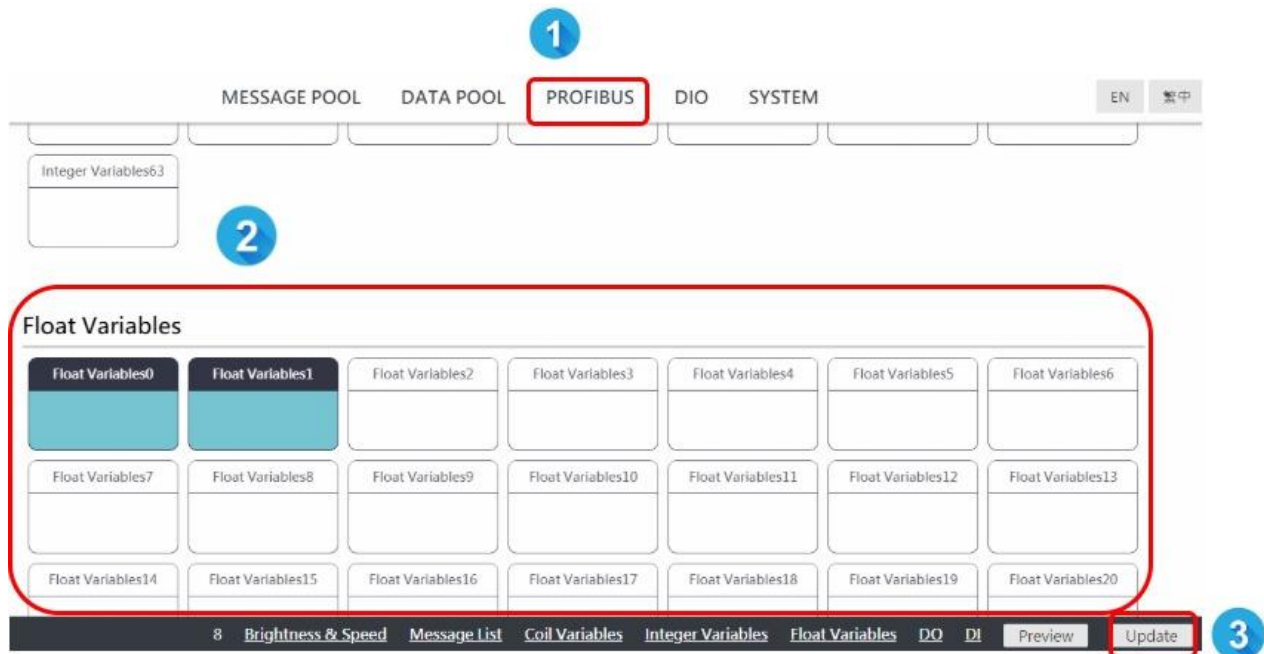 1
MESSAGE POOL DATA POOL PROFIBUS DIO SYSTEM EN 繁中
Integer Variables63
2
Float Variables
Float Variables0 Float Variables1 Float Variables2 Float Variables3 Float Variables4 Float Variables5 Float Variables6
Float Variables7 Float Variables8 Float Variables9 Float Variables10 Float Variables11 Float Variables12 Float Variables13
Float Variables14 Float Variables15 Float Variables16 Float Variables17 Float Variables18 Float Variables19 Float Variables20
8 Brightness & Speed Message List Coil Variables Integer Variables Float Variables DO DI Preview Update 3